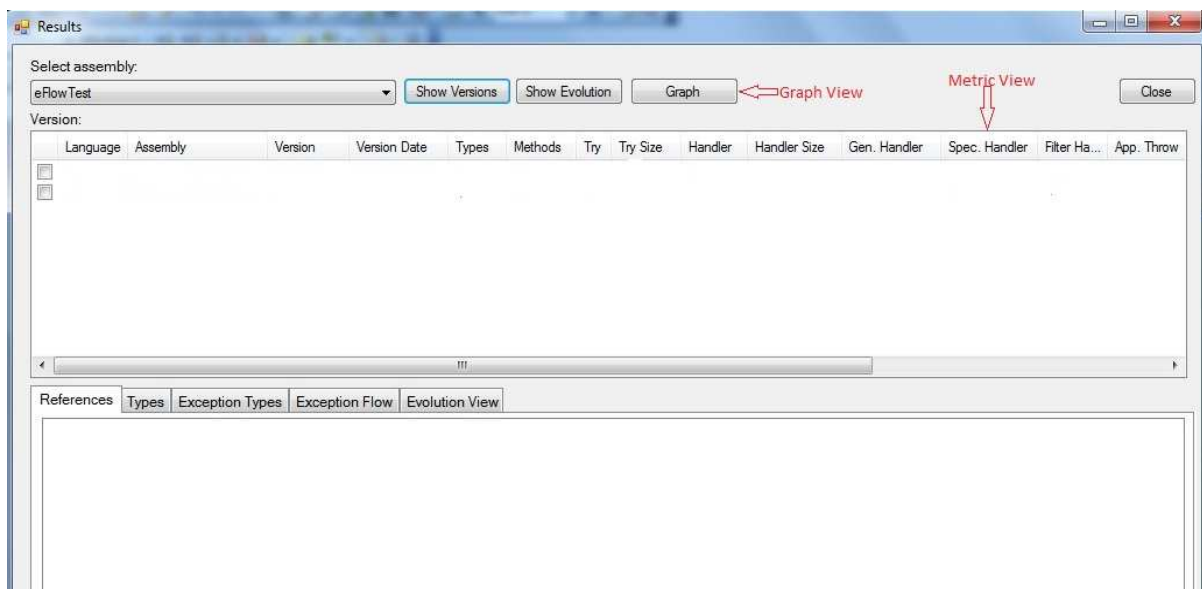 Results
Select assembly:
eFlowTest Show Versions Show Evolution Graph Graph View Metric View Close
Version:
Language Assembly Version Version Date Types Methods Try Try Size Handler Handler Size Gen. Handler Spec. Handler Filter Ha... App. Throw
References Types Exception Types Exception Flow Evolution View